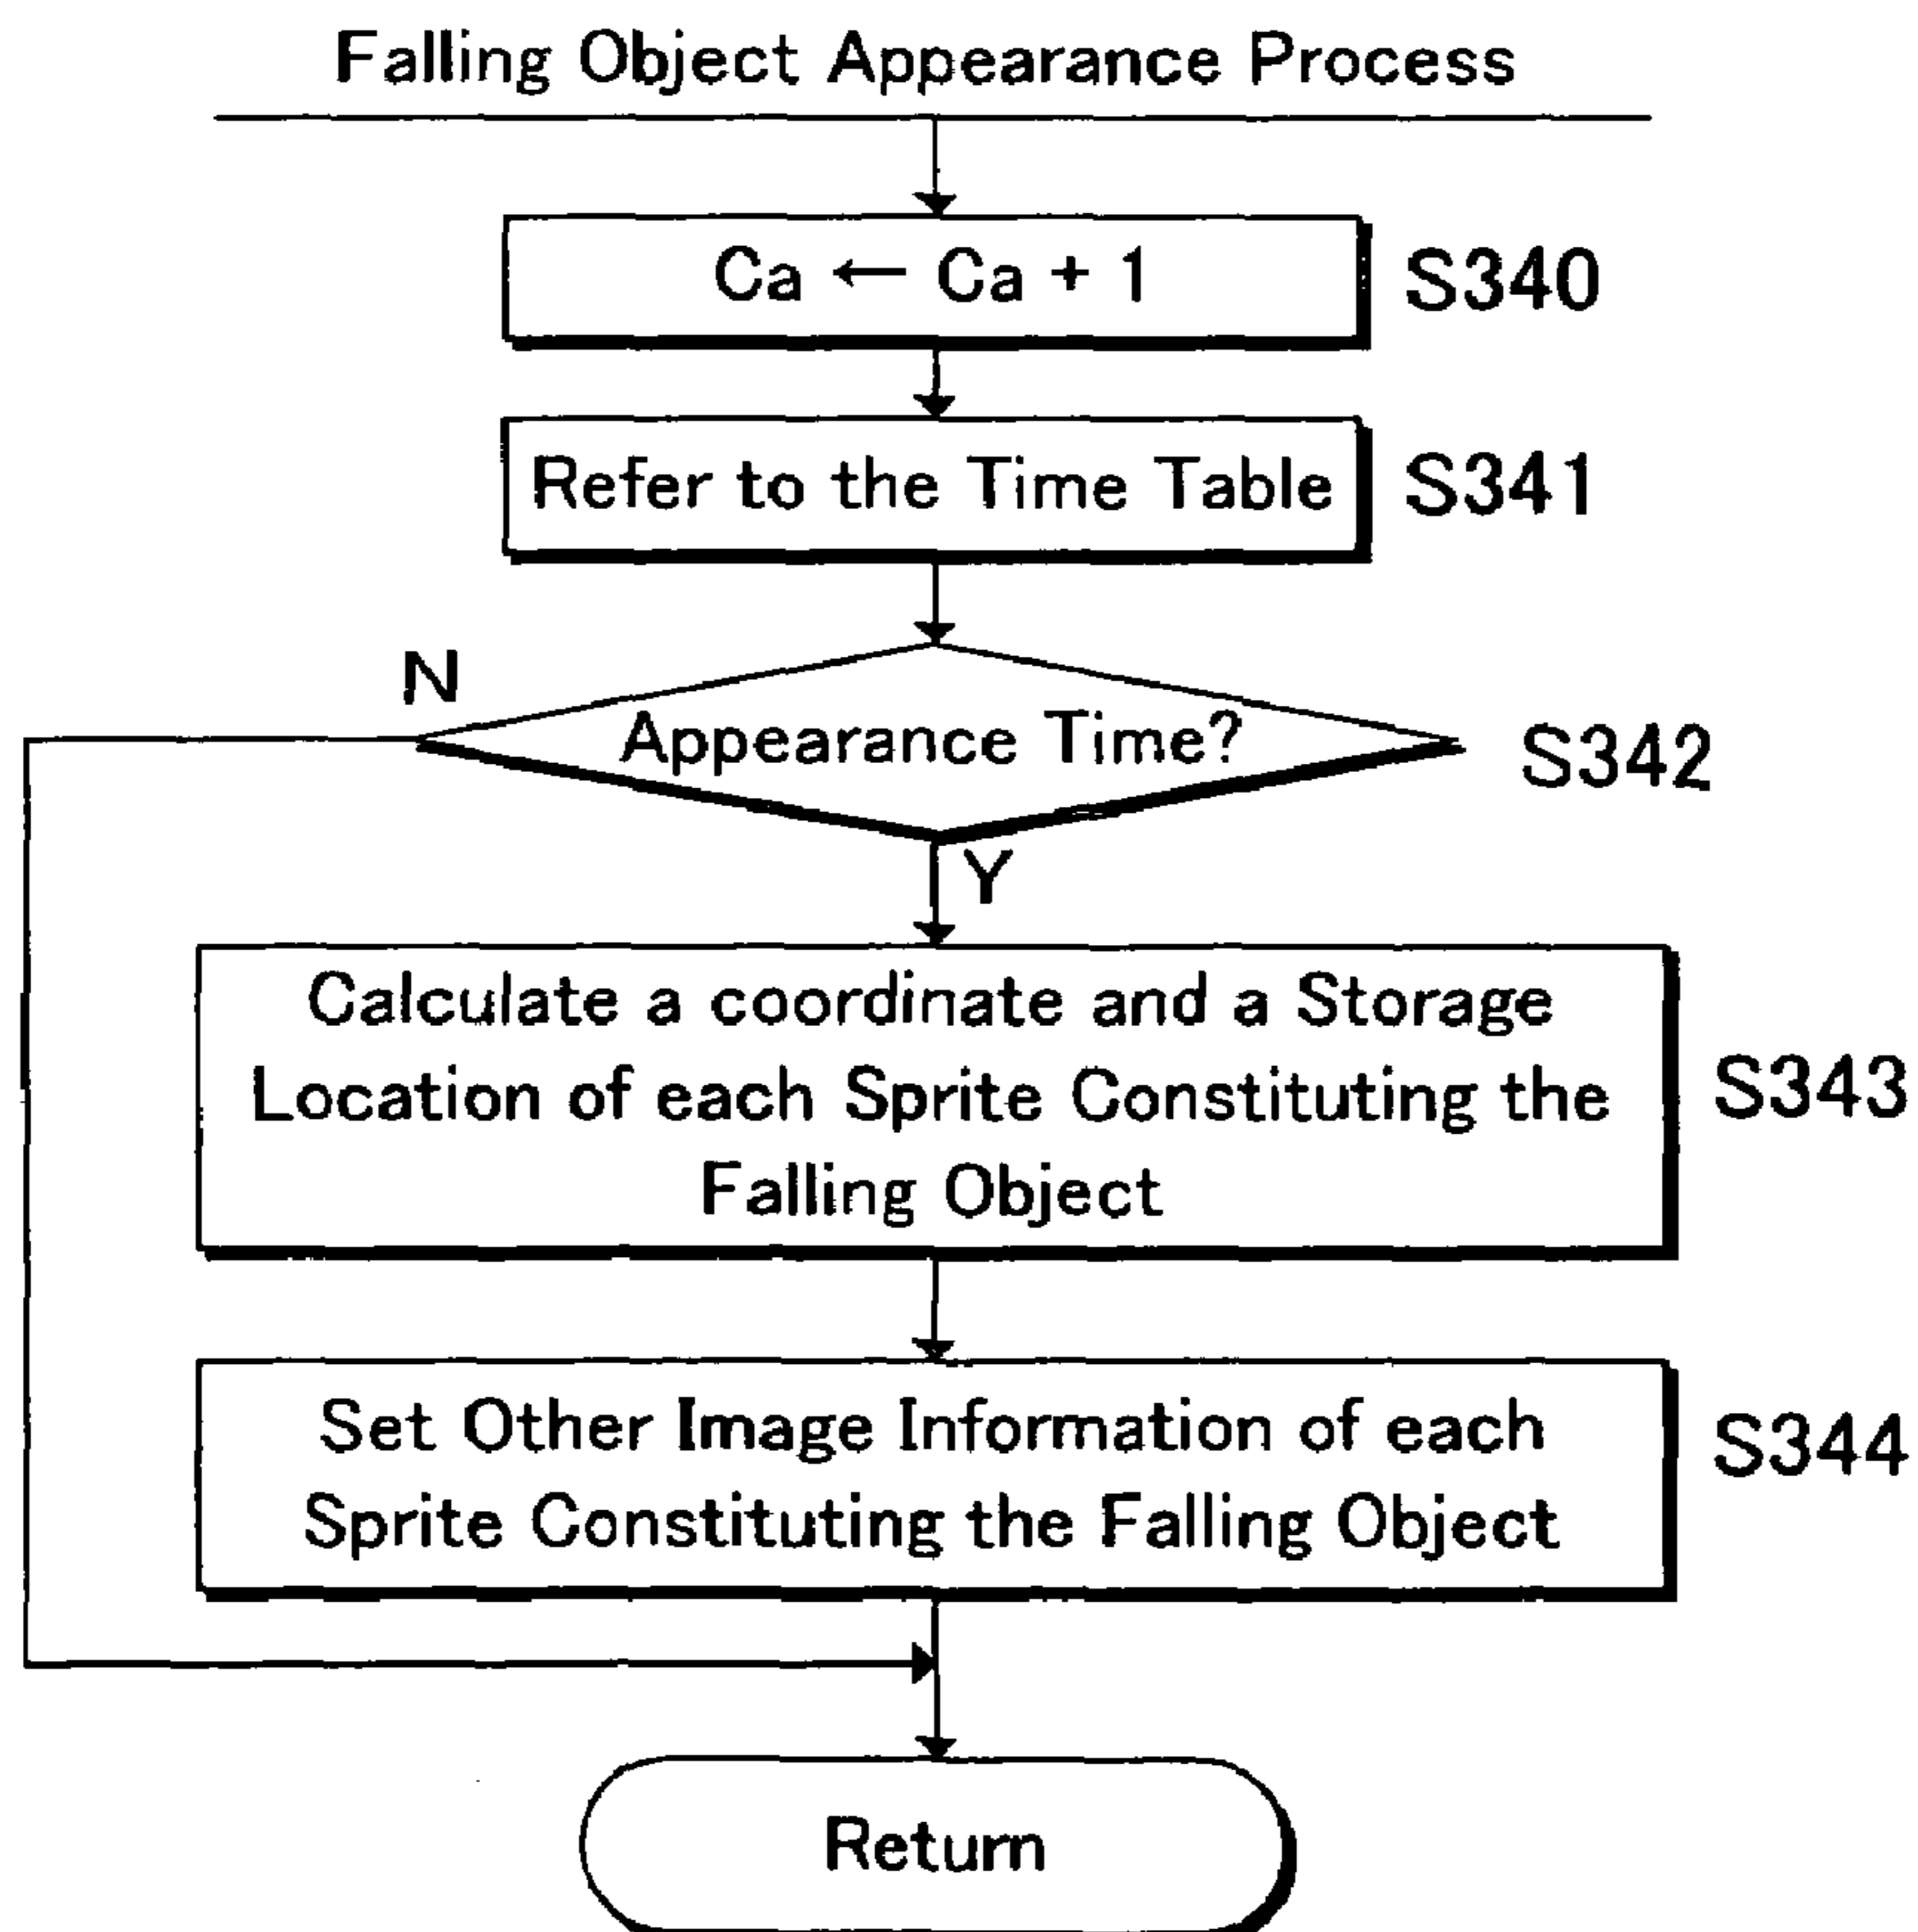 Falling Object Appearance Process
Ca ← Ca + 1
S340
Refer to the Time Table
S341
N
Appearance Time?
S342
Y
Calculate a coordinate and a Storage
Location of each Sprite Constituting the
Falling Object
S343
Set Other Image Information of each
Sprite Constituting the Falling Object
S344
Return